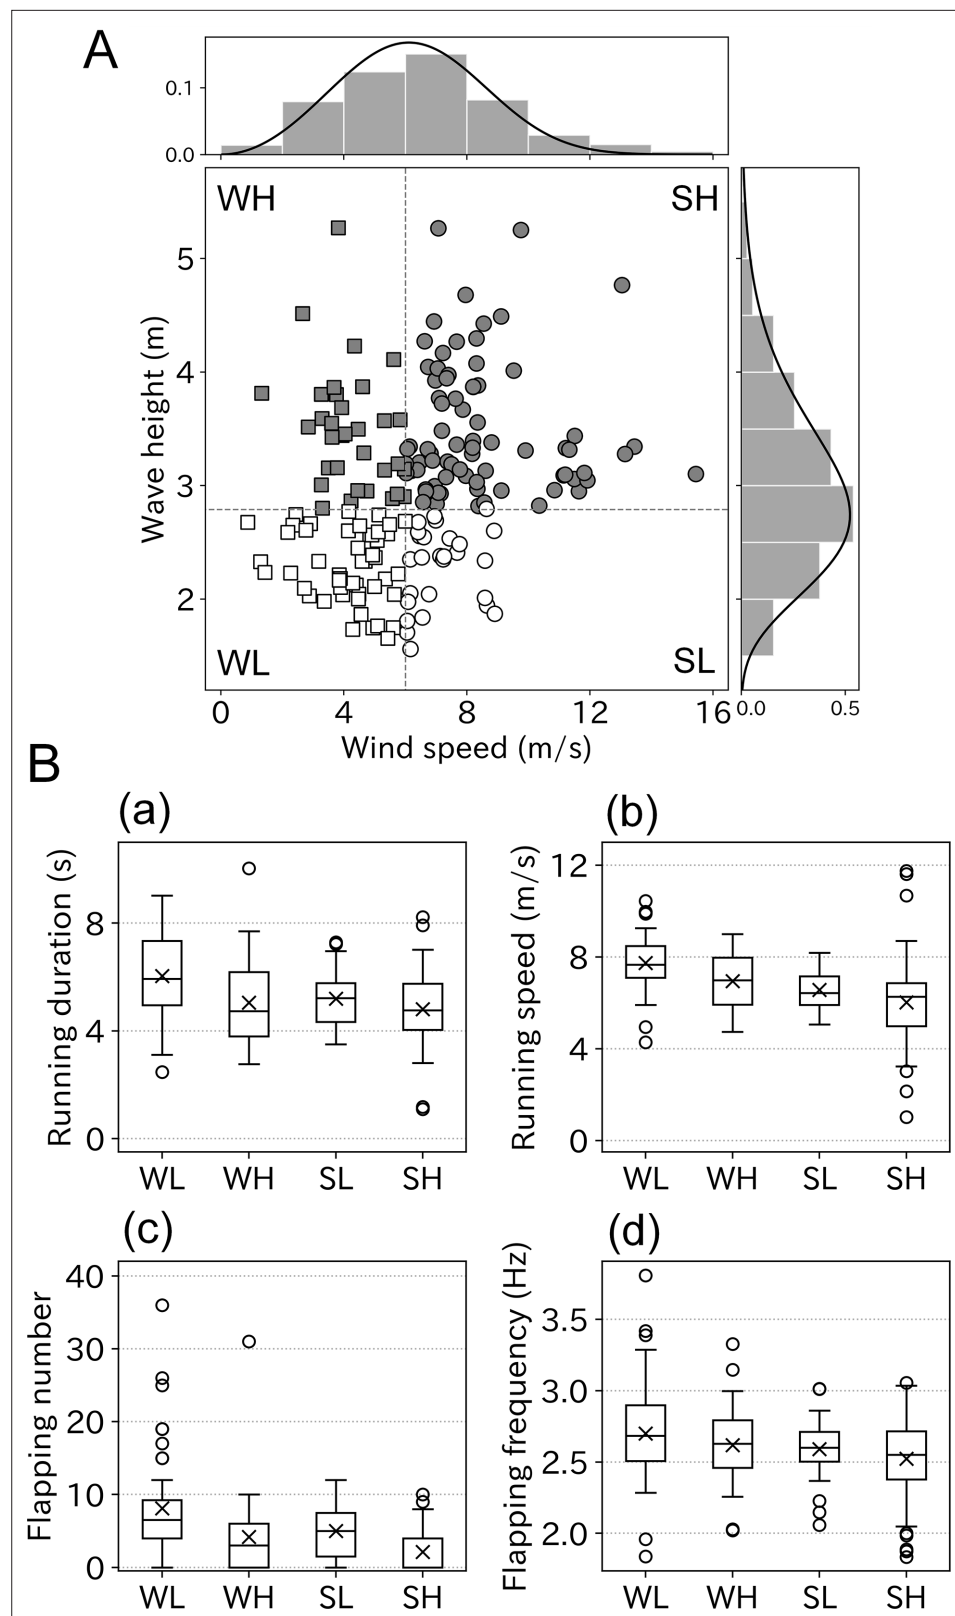 A
0.1
0.0
WH
SH
5
4
3
2
Wave height (m)
WL
SL
0
4
8
12
16
Wind speed (m/s)
0.0
0.5
B
(a)
Running duration (s)
8
4
0
WL
WH
SL
SH
(b)
Running speed (m/s)
12
8
4
0
WL
WH
SL
SH
(c)
Flapping number
40
30
20
10
0
WL
WH
SL
SH
(d)
Flapping frequency (Hz)
3.5
3.0
2.5
2.0
WL
WH
SL
SH